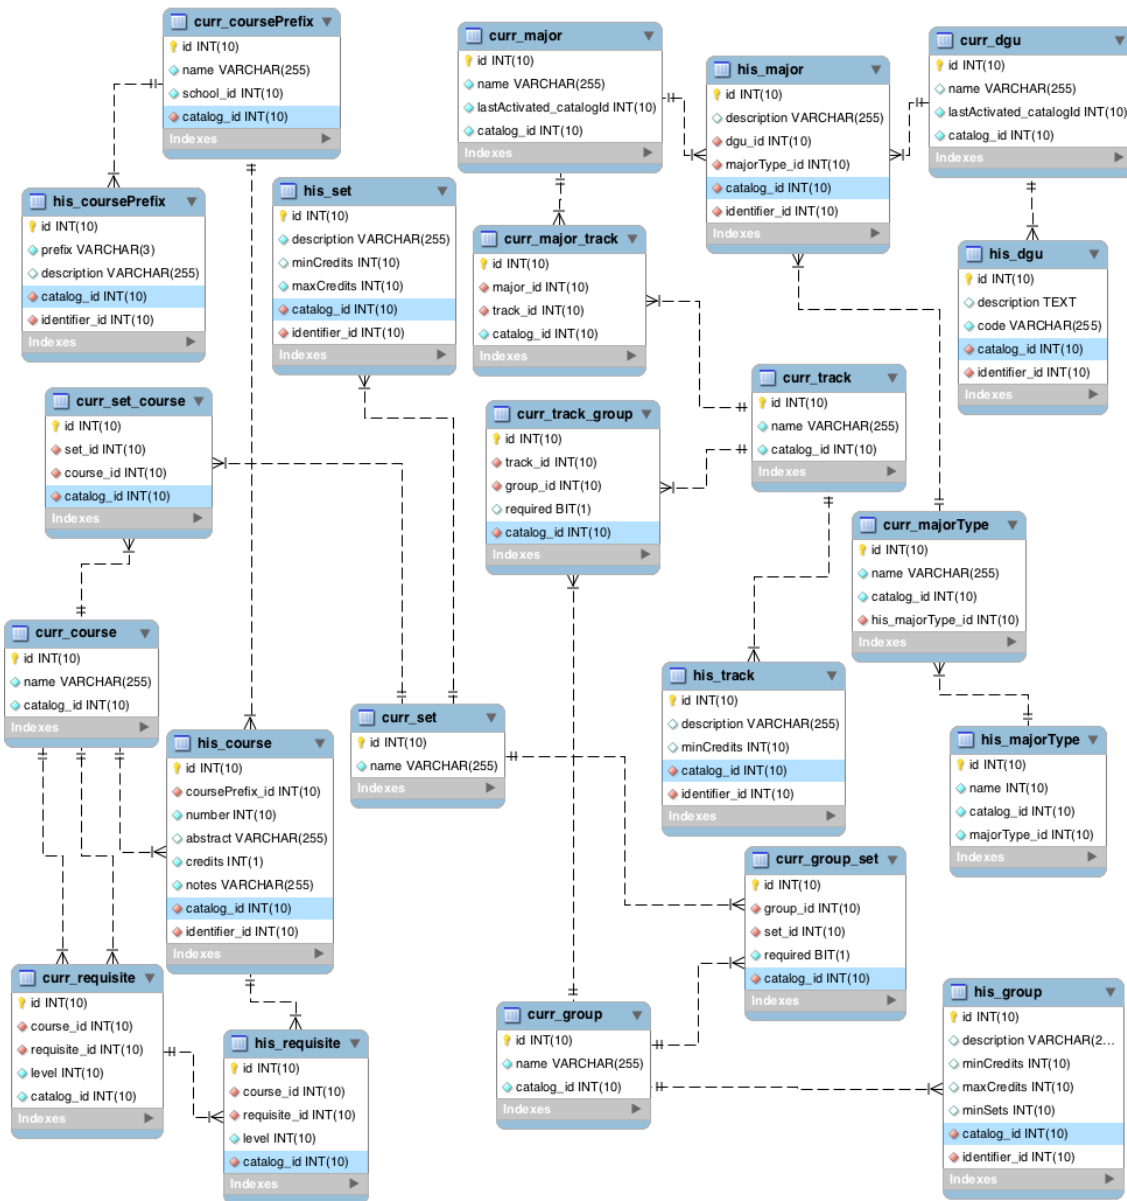 curr_coursePrefix
id INT(10)
name VARCHAR(255)
school_id INT(10)
catalog_id INT(10)
Indexes
curr_major
id INT(10)
name VARCHAR(255)
lastActivated_catalogId INT(10)
catalog_id INT(10)
Indexes
his_major
id INT(10)
description VARCHAR(255)
dgu_id INT(10)
majorType_id INT(10)
catalog_id INT(10)
identifier_id INT(10)
Indexes
curr_dgu
id INT(10)
name VARCHAR(255)
lastActivated_catalogId INT(10)
catalog_id INT(10)
Indexes
his_coursePrefix
id INT(10)
prefix VARCHAR(3)
description VARCHAR(255)
catalog_id INT(10)
identifier_id INT(10)
Indexes
his_set
id INT(10)
description VARCHAR(255)
minCredits INT(10)
maxCredits INT(10)
catalog_id INT(10)
identifier_id INT(10)
Indexes
curr_major_track
id INT(10)
major_id INT(10)
track_id INT(10)
catalog_id INT(10)
Indexes
his_dgu
id INT(10)
description TEXT
code VARCHAR(255)
catalog_id INT(10)
identifier_id INT(10)
Indexes
curr_set_course
id INT(10)
set_id INT(10)
course_id INT(10)
catalog_id INT(10)
Indexes
curr_track_group
id INT(10)
track_id INT(10)
group_id INT(10)
required BIT(1)
catalog_id INT(10)
Indexes
curr_track
id INT(10)
name VARCHAR(255)
catalog_id INT(10)
Indexes
curr_majorType
id INT(10)
name VARCHAR(255)
catalog_id INT(10)
his_majorType_id INT(10)
Indexes
curr_course
id INT(10)
name VARCHAR(255)
catalog_id INT(10)
Indexes
his_course
id INT(10)
coursePrefix_id INT(10)
number INT(10)
abstract VARCHAR(255)
credits INT(1)
notes VARCHAR(255)
catalog_id INT(10)
identifier_id INT(10)
Indexes
curr_set
id INT(10)
name VARCHAR(255)
Indexes
his_track
id INT(10)
description VARCHAR(255)
minCredits INT(10)
catalog_id INT(10)
identifier_id INT(10)
Indexes
his_majorType
id INT(10)
name INT(10)
catalog_id INT(10)
majorType_id INT(10)
Indexes
curr_group_set
id INT(10)
group_id INT(10)
set_id INT(10)
required BIT(1)
catalog_id INT(10)
Indexes
curr_requisite
id INT(10)
course_id INT(10)
requisite_id INT(10)
level INT(10)
catalog_id INT(10)
Indexes
his_requisite
id INT(10)
course_id INT(10)
requisite_id INT(10)
level INT(10)
catalog_id INT(10)
Indexes
curr_group
id INT(10)
name VARCHAR(255)
catalog_id INT(10)
Indexes
his_group
id INT(10)
description VARCHAR(2...
minCredits INT(10)
maxCredits INT(10)
minSets INT(10)
catalog_id INT(10)
identifier_id INT(10)
Indexes